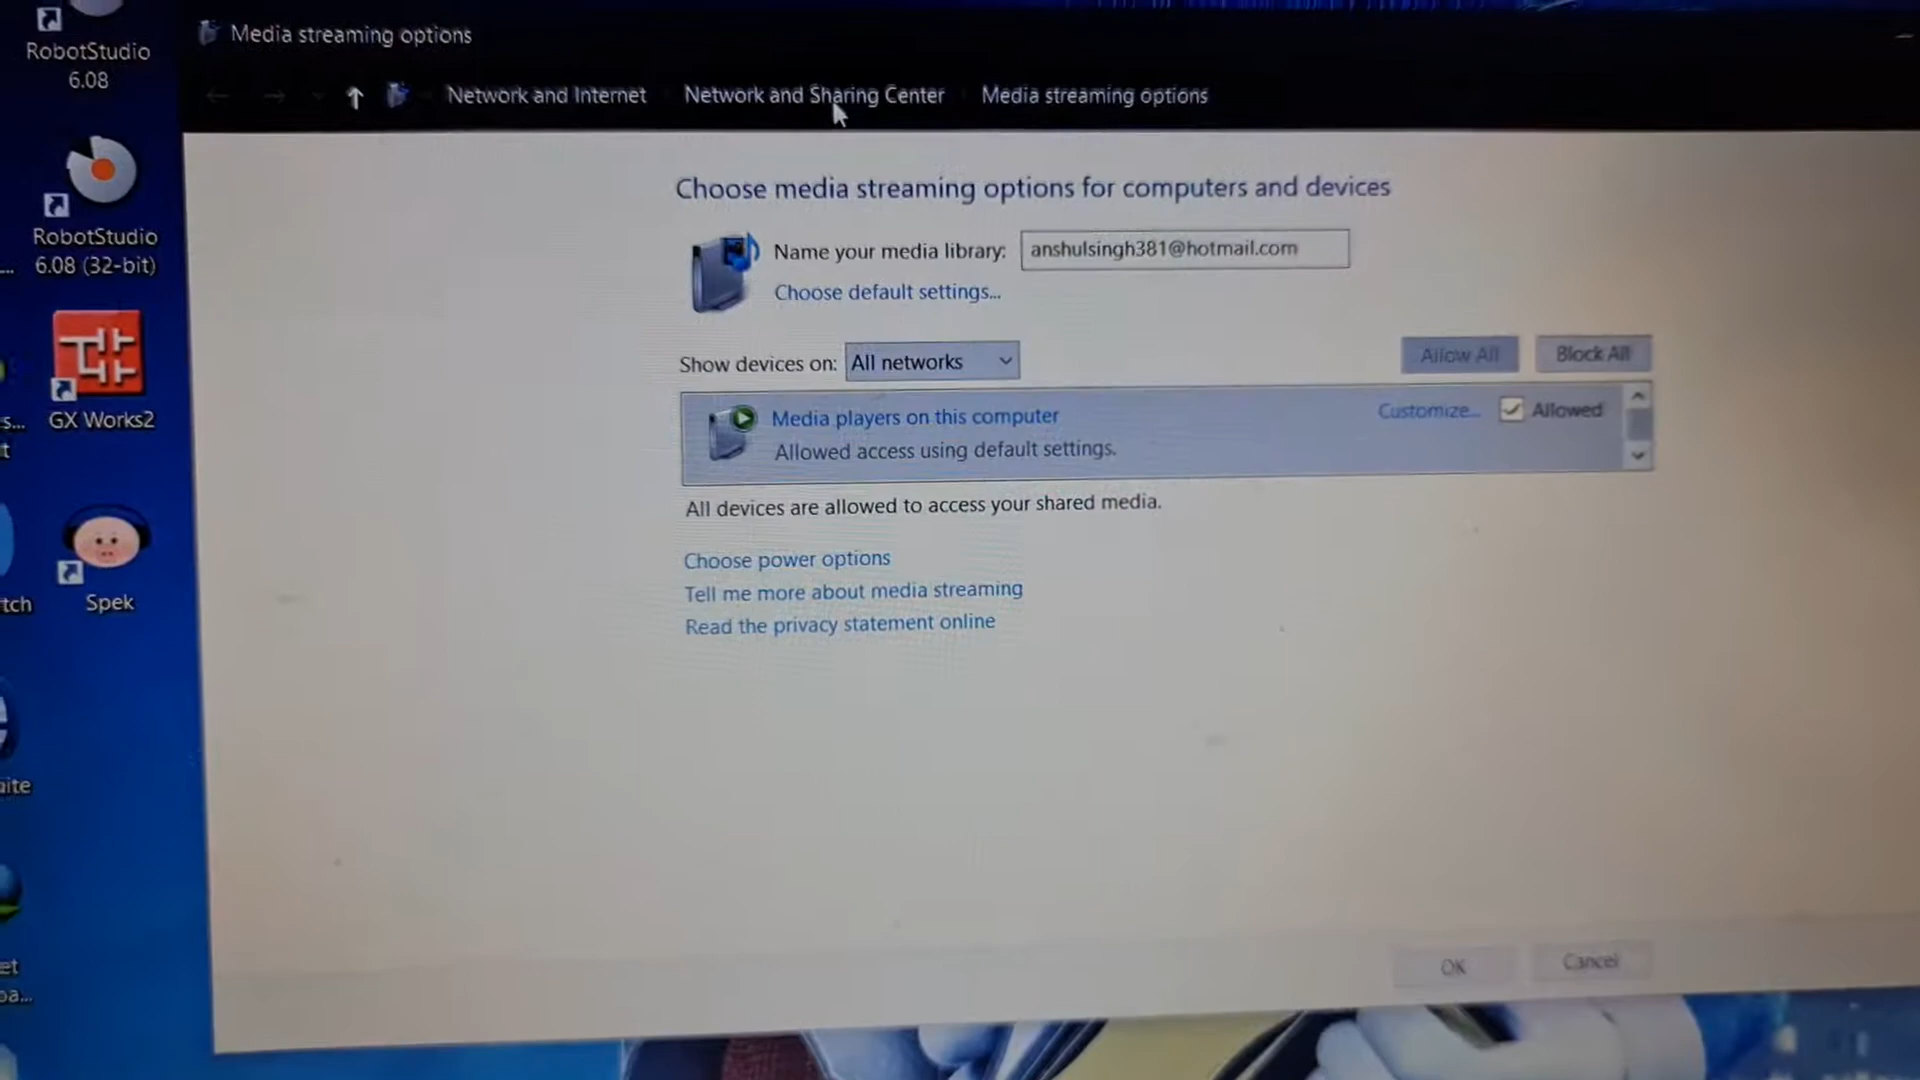 RobotStudio
6.08
Media streaming options
Network and Internet
Network and Sharing Center
Media streaming options
Choose media streaming options for computers and devices
RobotStudio
6.08 (32-bit)
Name your media library: anshulsingh381@hotmail.com
Choose default settings...
Show devices on: All networks
Allow All
Block All
GX Works2
Media players on this computer
Customize...
Allowed
Allowed access using default settings.
All devices are allowed to access your shared media.
Choose power options
Tell me more about media streaming
Read the privacy statement online
Spek
OK
Cancel